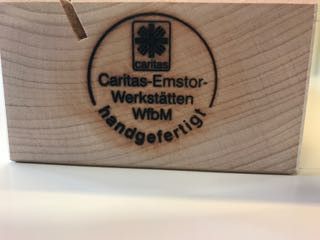 caritas
Caritas-Emstor-
Werkstätten
WfbM
handgefertigt